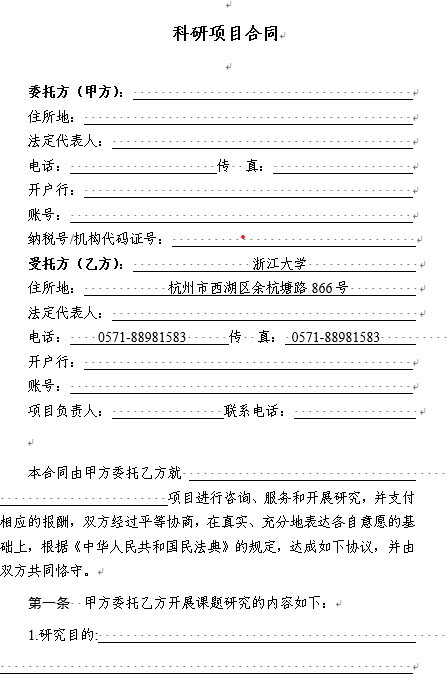 科研项目合同
委托方（甲方）：
住所地：
法定代表人：
电话： 传 真：
开户行：
账号：
纳税号/机构代码证号：
受托方（乙方）： 浙江大学
住所地： 杭州市西湖区余杭塘路 866 号
法定代表人：
电话： 0571-88981583 传 真： 0571-88981583
开户行：
账号：
项目负责人： 联系电话：
本合同由甲方委托乙方就
项目进行咨询、服务和开展研究，并支付
相应的报酬，双方经过平等协商，在真实、充分地表达各自意愿的基
础上，根据《中华人民共和国民法典》的规定，达成如下协议，并由
双方共同恪守。
第一条 甲方委托乙方开展课题研究的内容如下：
1.研究目的: